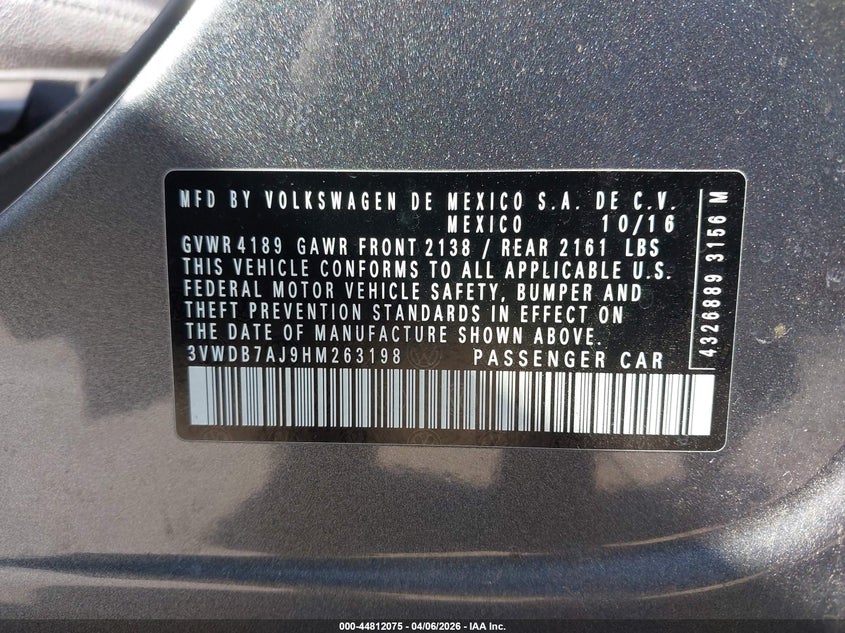 MFD BY VOLKSWAGEN DE MEXICO S.A. DE C.V.
MEXICO 10/16
GVWR 4189 GAWR FRONT 2138 / REAR 2161 LBS
THIS VEHICLE CONFORMS TO ALL APPLICABLE U.S.
FEDERAL MOTOR VEHICLE SAFETY, BUMPER AND
THEFT PREVENTION STANDARDS IN EFFECT ON
THE DATE OF MANUFACTURE SHOWN ABOVE.
3VWDB7AJ9HM263198 PASSENGER CAR
4326889 3156 M
000-44812075 - 04/06/2026 - IAA Inc.